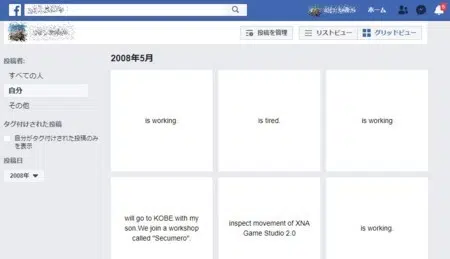 f
ホーム
投稿を管理
リストビュー
グリッドビュー
投稿者:
すべての人
自分
その他
タグ付けされた投稿
自分がタグ付けされた投稿のみ
を表示
投稿日
2008年
2008年5月
is working.
is tired.
is working
will go to KOBE with my
son.We join a workshop
called "Secumero".
inspect movement of XNA
Game Studio 2.0
is working.